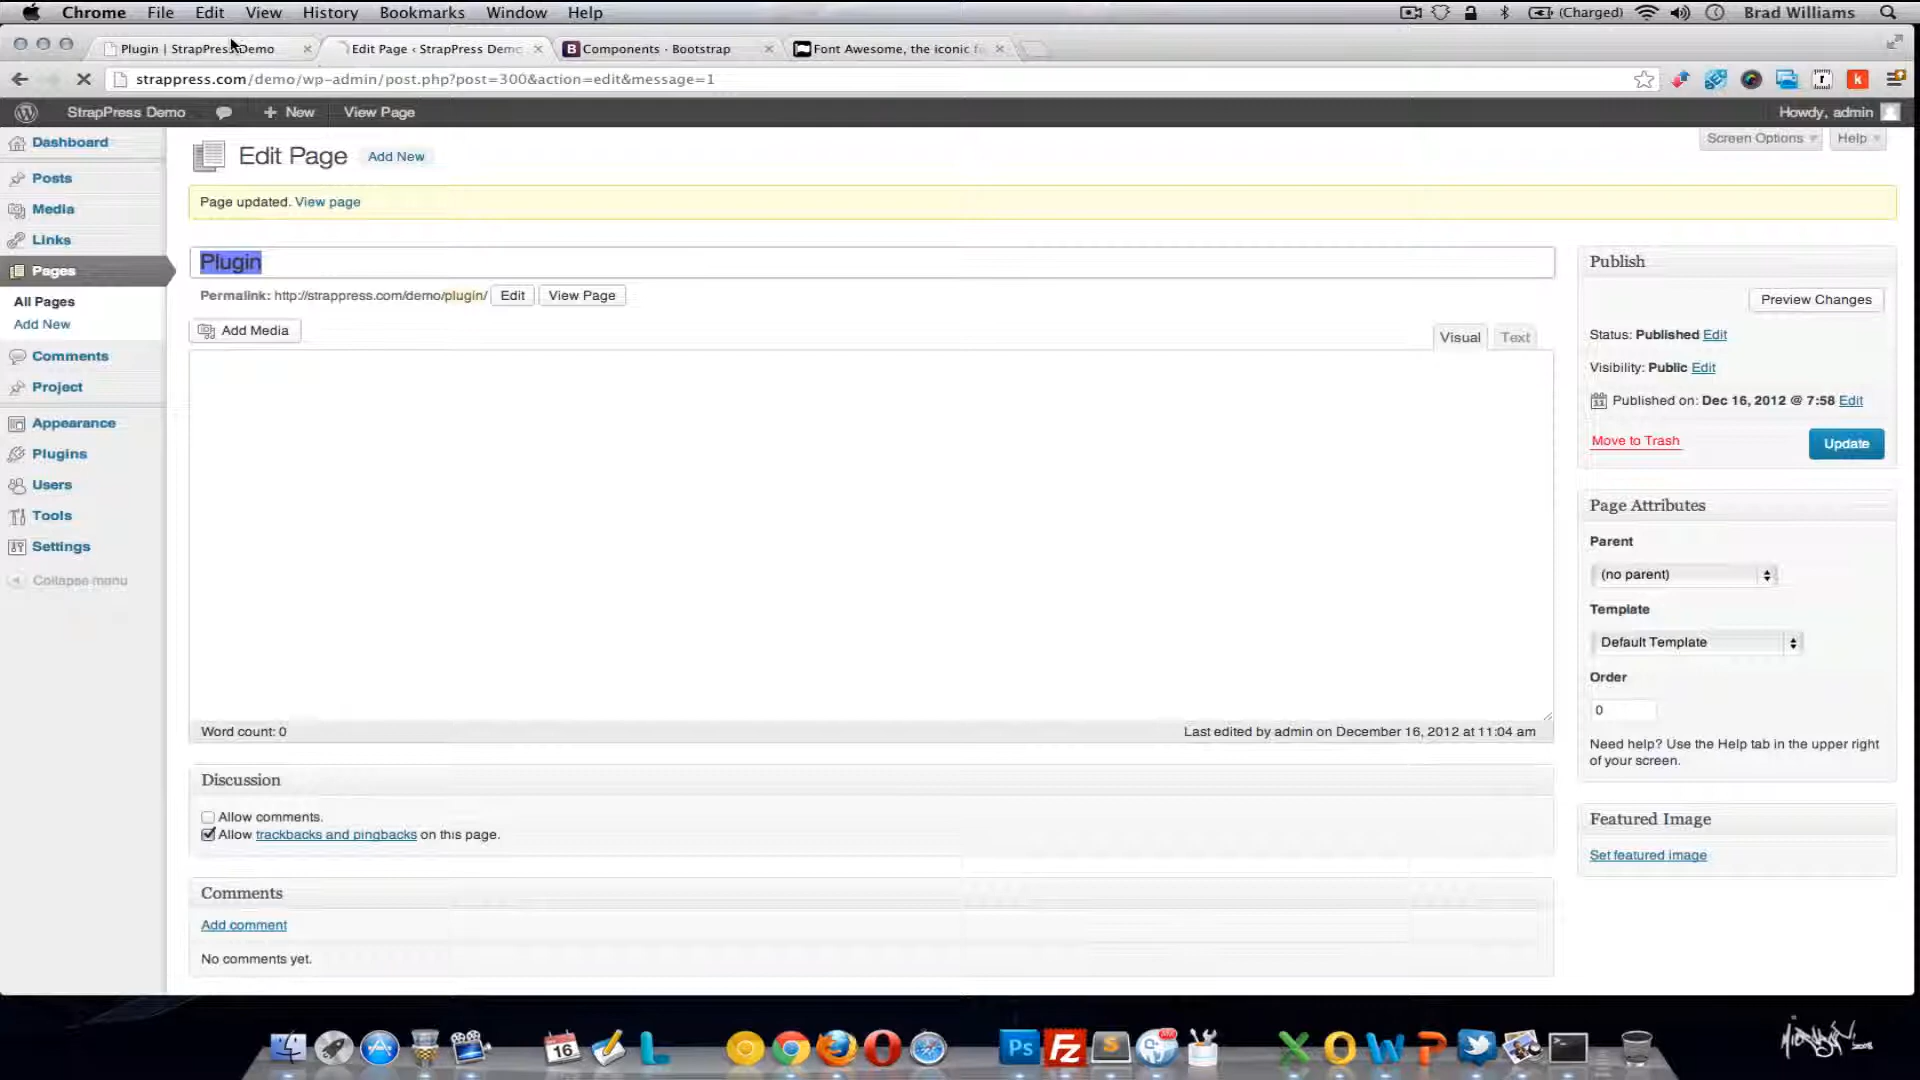 Chrome File Edit View History Bookmarks Window Help (Charged) Brad Williams
Plugin | StrapPress Demo Edit Page ‹ StrapPress Demo Components · Bootstrap Font Awesome, the iconic f
strappress.com/demo/wp-admin/post.php?post=300&action=edit&message=1
StrapPress Demo + New View Page Howdy, admin
Screen Options Help
Dashboard
Posts
Media
Links
Pages
All Pages
Add New
Comments
Project
Appearance
Plugins
Users
Tools
Settings
Collapse menu
Edit Page Add New
Page updated. View page
Plugin
Permalink: http://strappress.com/demo/plugin/ Edit View Page
Add Media
Visual Text
Word count: 0 Last edited by admin on December 16, 2012 at 11:04 am
Discussion
Allow comments.
Allow trackbacks and pingbacks on this page.
Comments
Add comment
No comments yet.
Publish
Preview Changes
Status: Published Edit
Visibility: Public Edit
Published on: Dec 16, 2012 @ 7:58 Edit
Move to Trash Update
Page Attributes
Parent
(no parent)
Template
Default Template
Order
0
Need help? Use the Help tab in the upper right
of your screen.
Featured Image
Set featured image
16 L Ps Fz S X O W P